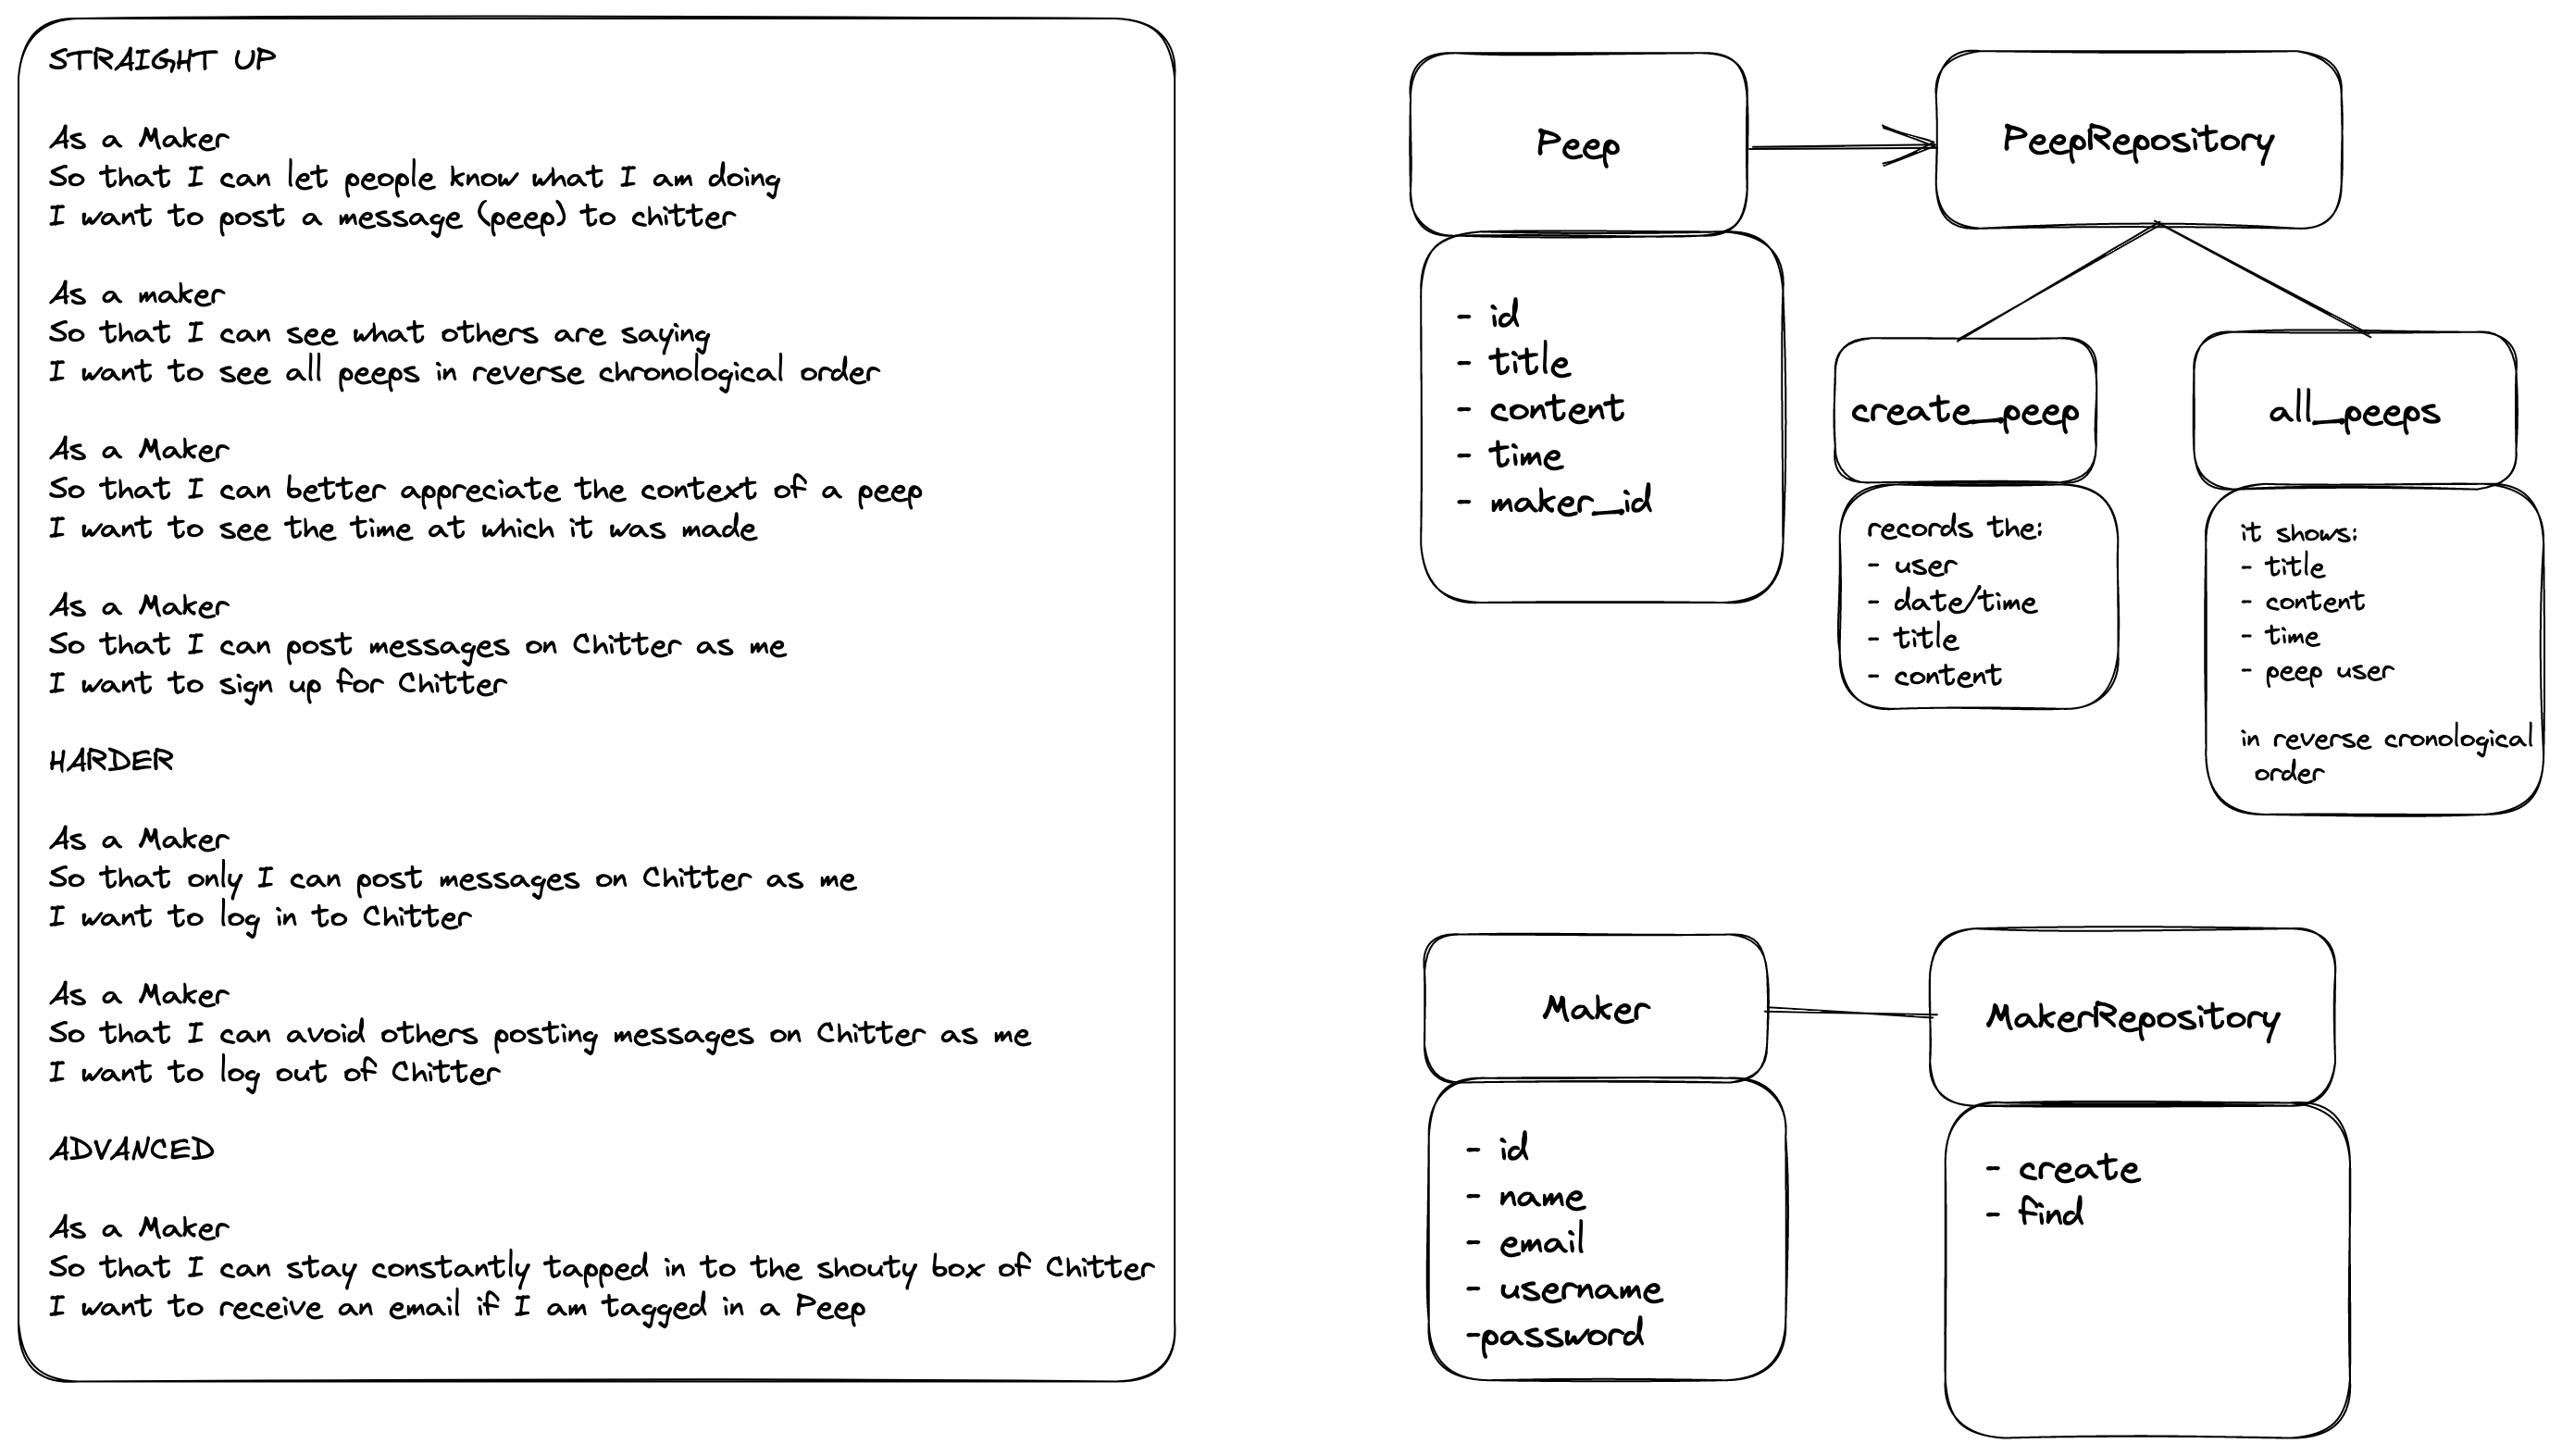 STRAIGHT UP
As a Maker
So that I can let people know what I am doing
I want to post a message (peep) to chitter
As a maker
So that I can see what others are saying
I want to see all peeps in reverse chronological order
As a Maker
So that I can better appreciate the context of a peep
I want to see the time at which it was made
As a Maker
So that I can post messages on Chitter as me
I want to sign up for Chitter
HARDER
As a Maker
So that only I can post messages on Chitter as me
I want to log in to Chitter
As a Maker
So that I can avoid others posting messages on Chitter as me
I want to log out of Chitter
ADVANCED
As a Maker
So that I can stay constantly tapped in to the shouty box of Chitter
I want to receive an email if I am tagged in a Peep
Peep
- id
- title
- content
- time
- maker_id
PeepRepository
create_peep
records the:
- user
- date/time
- title
- content
all_peeps
it shows:
- title
- content
- time
- peep user
in reverse cronological
order
Maker
- id
- name
- email
- username
-password
MakerRepository
- create
- find